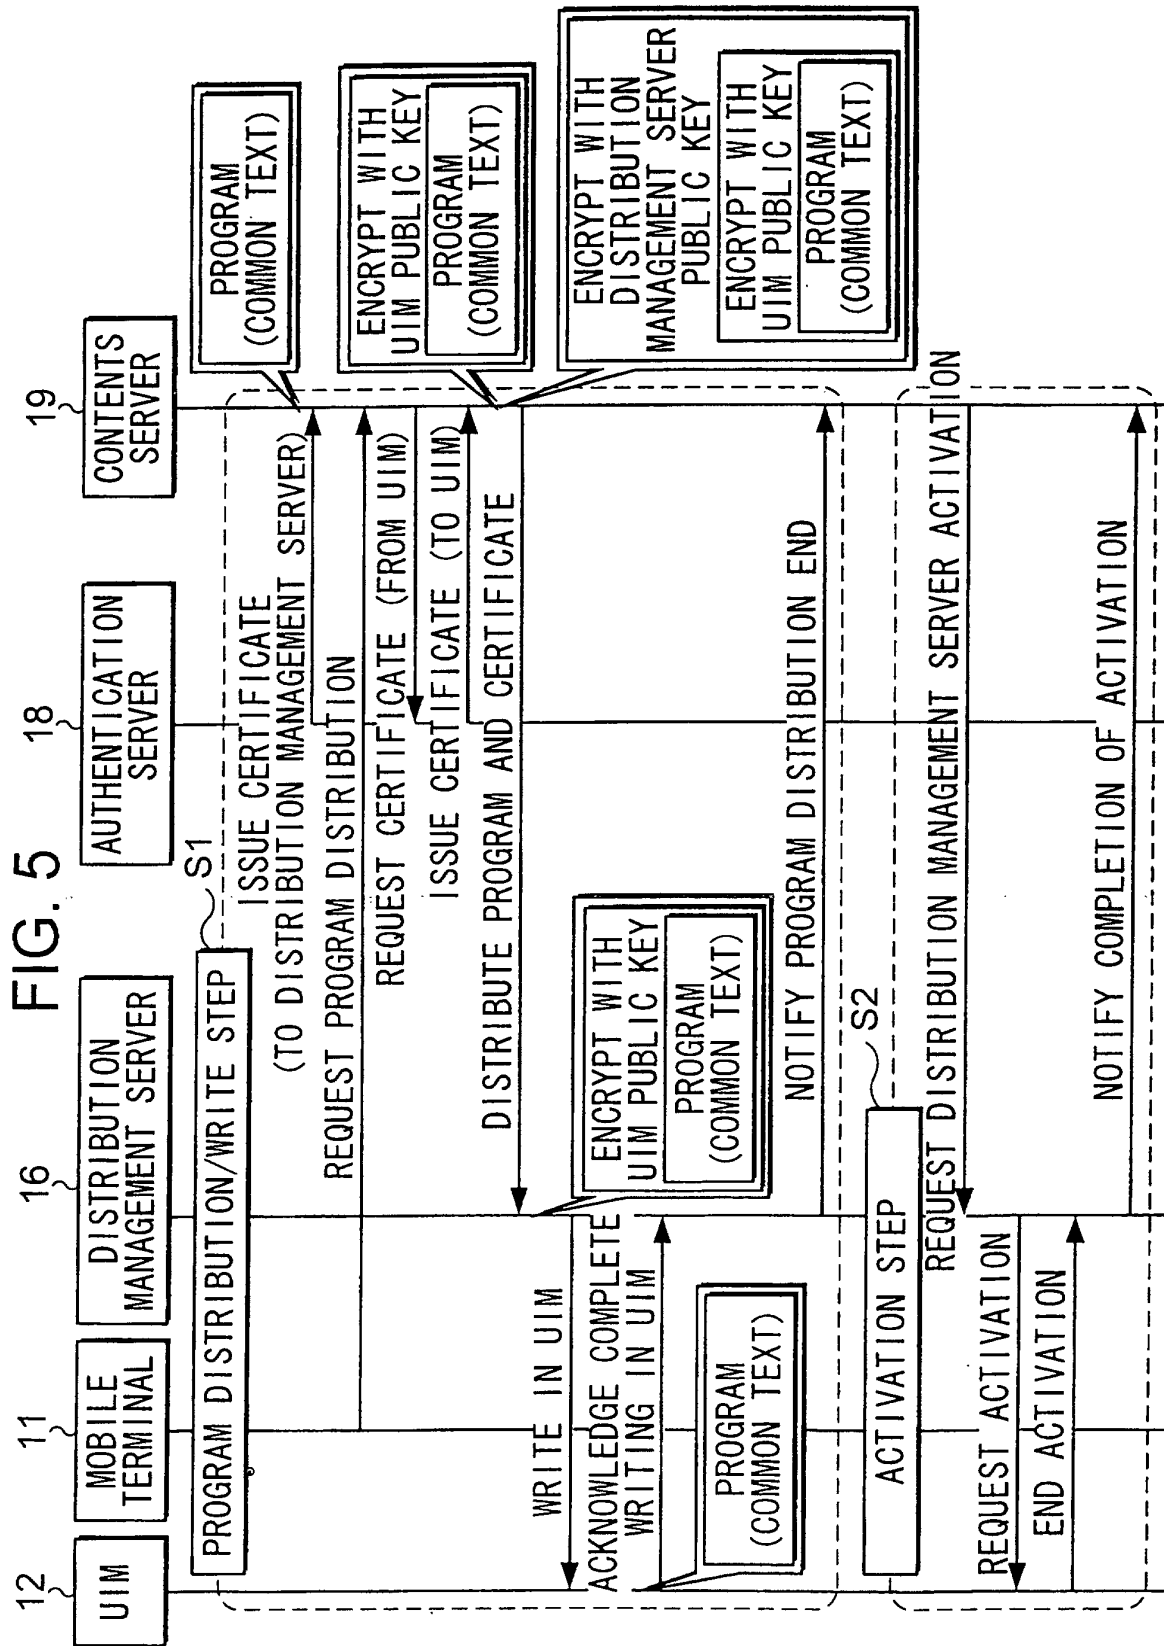 FIG. 5
12
UIM
11
MOBILE
TERMINAL
16
DISTRIBUTION
MANAGEMENT SERVER
18
AUTHENTICATION
SERVER
19
CONTENTS
SERVER
PROGRAM DISTRIBUTION/WRITE STEP
S1
ISSUE CERTIFICATE
(TO DISTRIBUTION MANAGEMENT SERVER)
PROGRAM
(COMMON TEXT)
REQUEST PROGRAM DISTRIBUTION
REQUEST CERTIFICATE (FROM UIM)
ENCRYPT WITH
UIM PUBLIC KEY
PROGRAM
(COMMON TEXT)
ISSUE CERTIFICATE (TO UIM)
DISTRIBUTE PROGRAM AND CERTIFICATE
ENCRYPT WITH
DISTRIBUTION
MANAGEMENT SERVER
PUBLIC KEY
ENCRYPT WITH
UIM PUBLIC KEY
PROGRAM
(COMMON TEXT)
WRITE IN UIM
ENCRYPT WITH
UIM PUBLIC KEY
PROGRAM
(COMMON TEXT)
ACKNOWLEDGE COMPLETE
WRITING IN UIM
PROGRAM
(COMMON TEXT)
NOTIFY PROGRAM DISTRIBUTION END
ACTIVATION STEP
S2
REQUEST DISTRIBUTION MANAGEMENT SERVER ACTIVATION
REQUEST ACTIVATION
END ACTIVATION
NOTIFY COMPLETION OF ACTIVATION